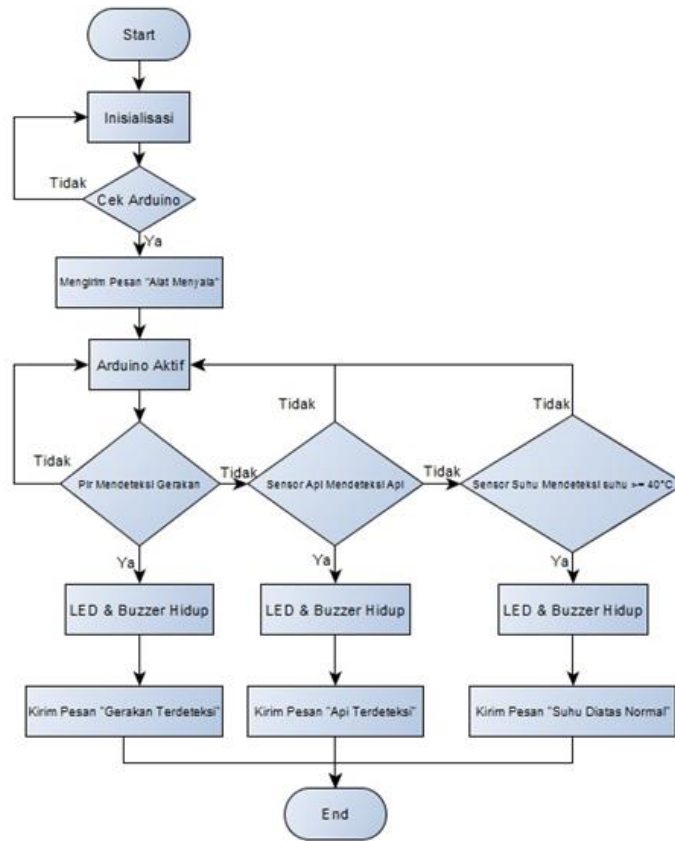 Start
Inisialisasi
Tidak
Cek Arduino
Ya
Mengirim Pesan "Alat Menyala"
Arduino Aktif
Tidak
Tidak
Tidak
Pir Mendeteksi Gerakan
Tidak
Sensor Api Mendeteksi Api
Tidak
Sensor Suhu Mendeteksi suhu >= 40°C
Ya
Ya
Ya
LED & Buzzer Hidup
LED & Buzzer Hidup
LED & Buzzer Hidup
Kirim Pesan "Gerakan Terdeteksi"
Kirim Pesan "Api Terdeteksi"
Kirim Pesan "Suhu Diatas Normal"
End